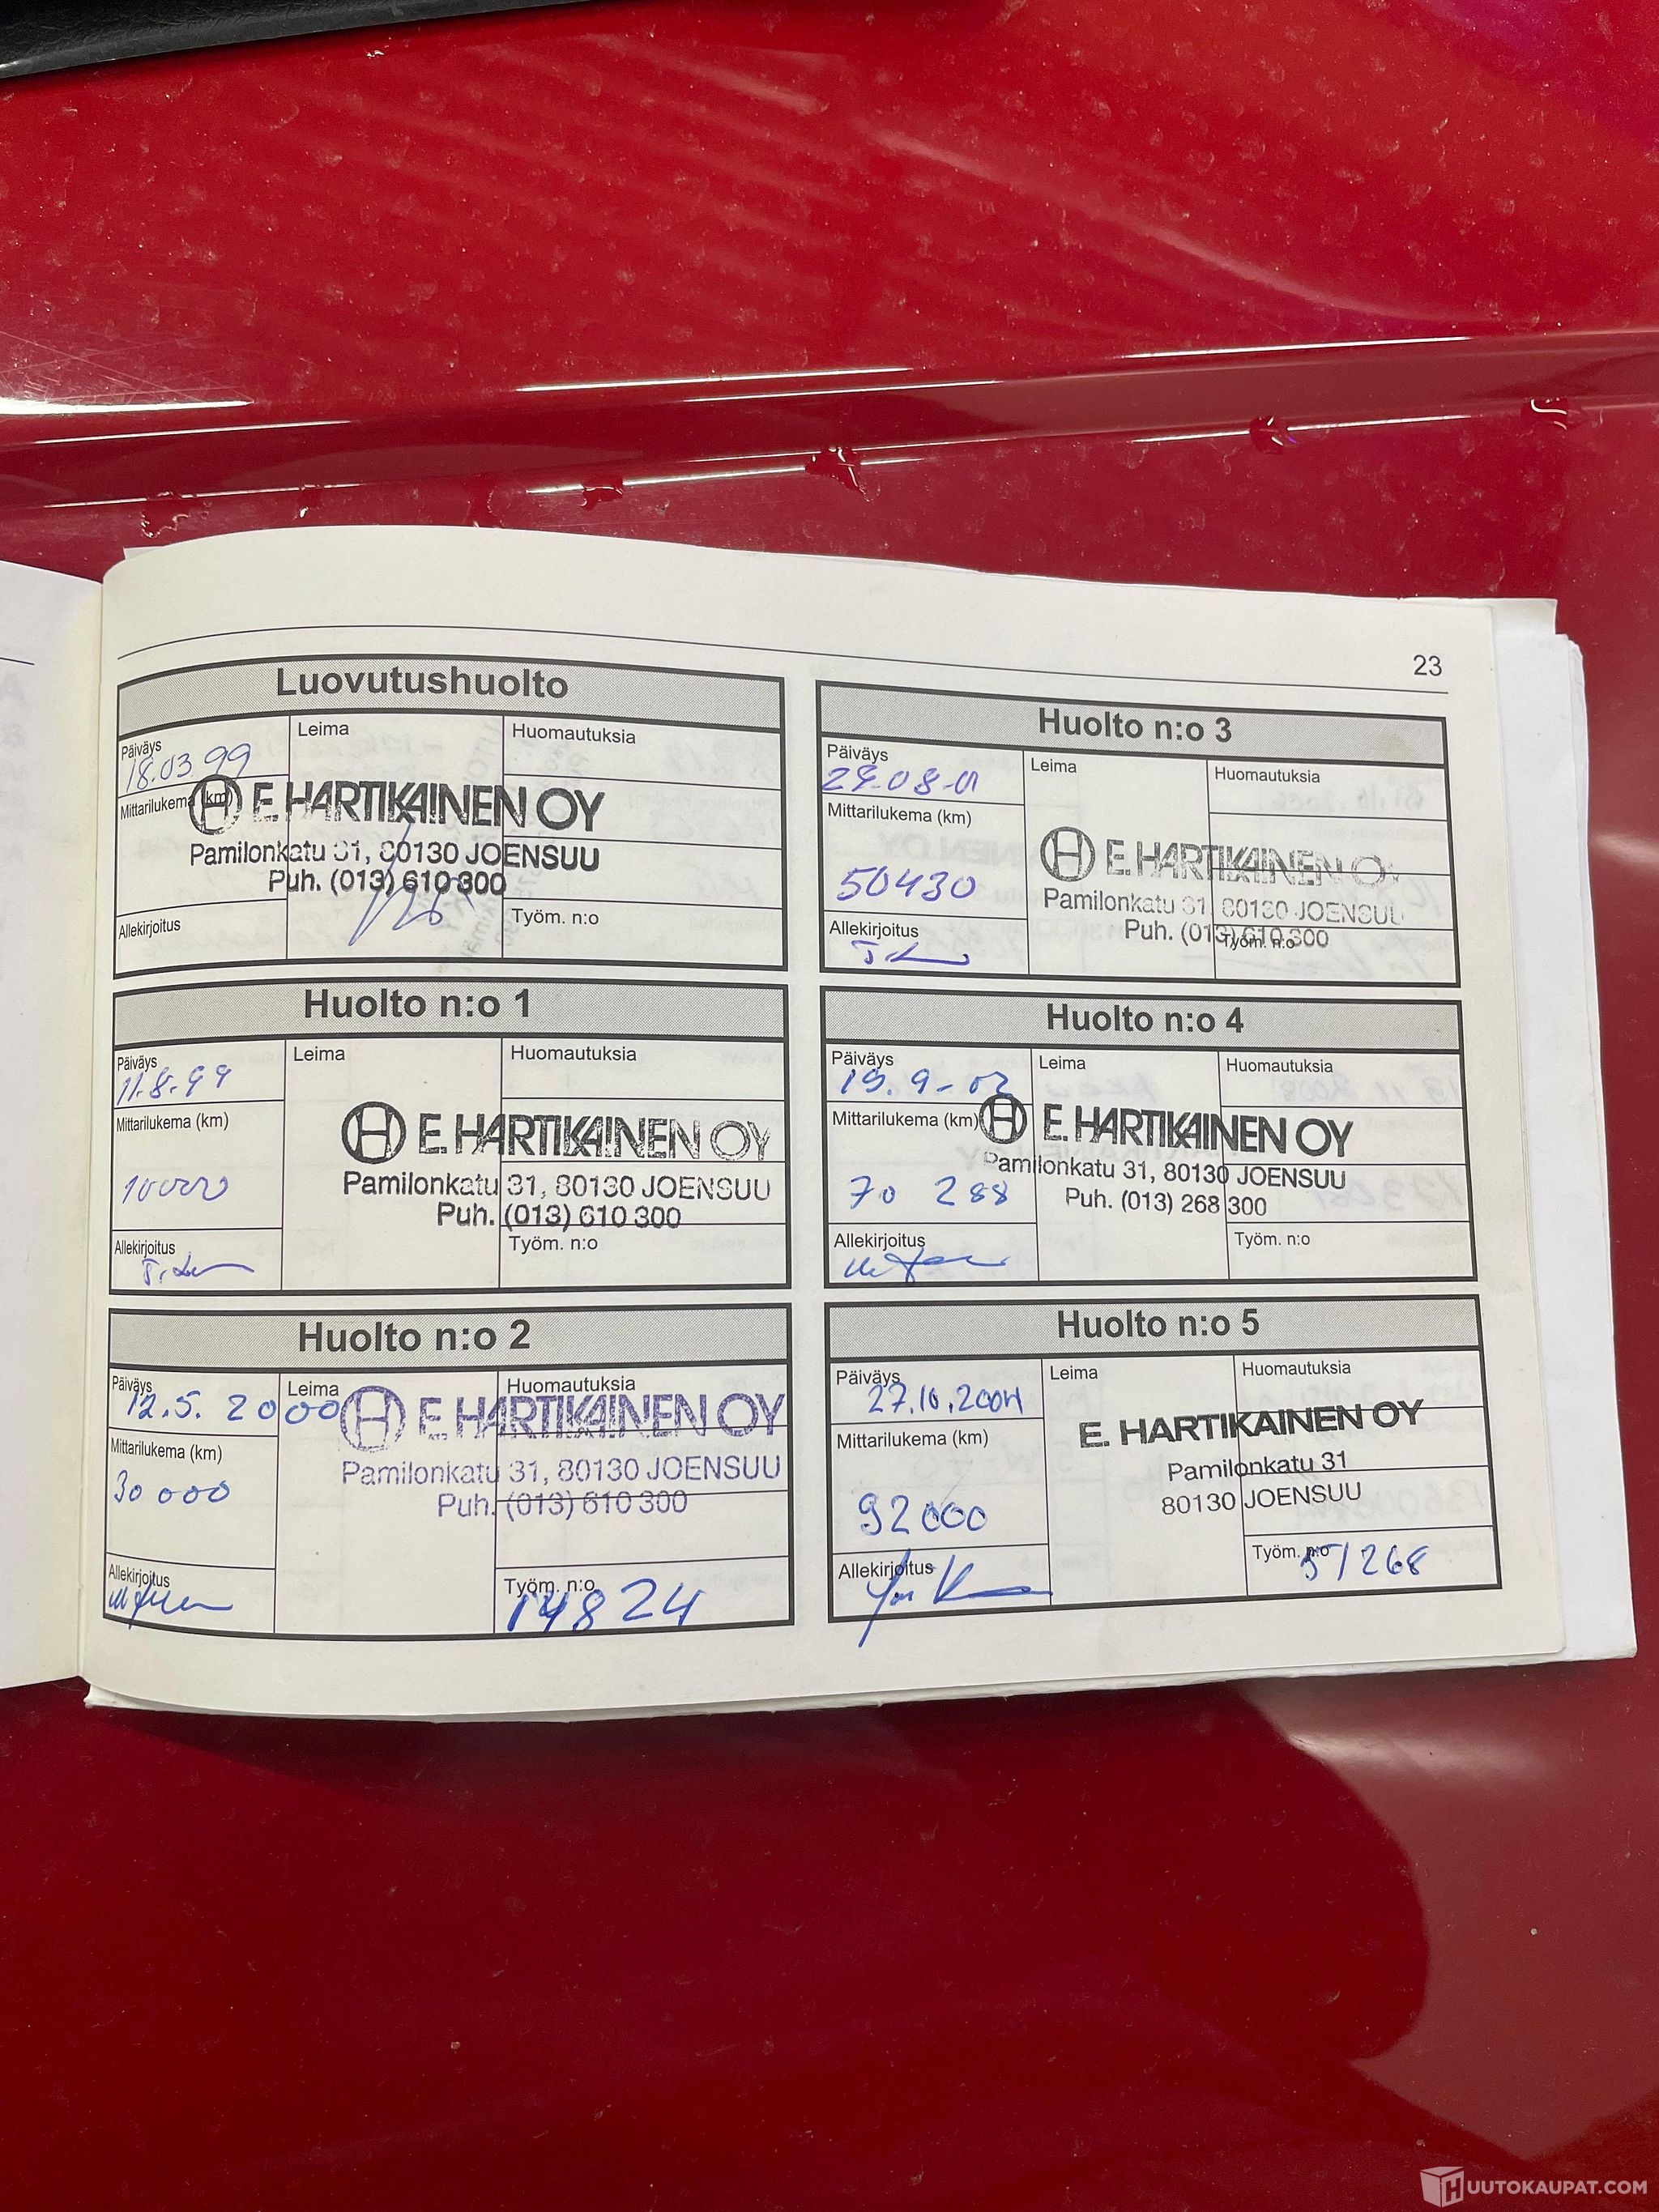 23
Luovutushuolto
Päiväys
18.03.99
Leima
Huomautuksia
Mittarilukema (km)
H E. HARTIKAINEN OY
Pamilonkatu 31, 80130 JOENSUU
Puh. (013) 610 300
Allekirjoitus
Työm. n:o
Huolto n:o 1
Päiväys
11.8.99
Leima
Huomautuksia
Mittarilukema (km)
10000
H E. HARTIKAINEN OY
Pamilonkatu 31, 80130 JOENSUU
Puh. (013) 610 300
Allekirjoitus
Työm. n:o
Huolto n:o 2
Päiväys
12.5. 2000
Leima
Huomautuksia
Mittarilukema (km)
30 000
H E. HARTIKAINEN OY
Pamilonkatu 31, 80130 JOENSUU
Puh. (013) 610 300
Allekirjoitus
Työm. n:o
14824
Huolto n:o 3
Päiväys
Leima
Huomautuksia
Mittarilukema (km)
50430
H E. HARTIKAINEN OY
Pamilonkatu 31, 80130 JOENSUU
Puh. (013) 610 300
Allekirjoitus
Työm. n:o
Huolto n:o 4
Päiväys
19.9-02
Leima
Huomautuksia
Mittarilukema (km)
70 288
H E. HARTIKAINEN OY
Pamilonkatu 31, 80130 JOENSUU
Puh. (013) 268 300
Allekirjoitus
Työm. n:o
Huolto n:o 5
Päiväys
27.10.2004
Leima
Huomautuksia
Mittarilukema (km)
92000
E. HARTIKAINEN OY
Pamilonkatu 31
80130 JOENSUU
Allekirjoitus
Työm. n:o
51268
HUUTOKAUPAT.COM